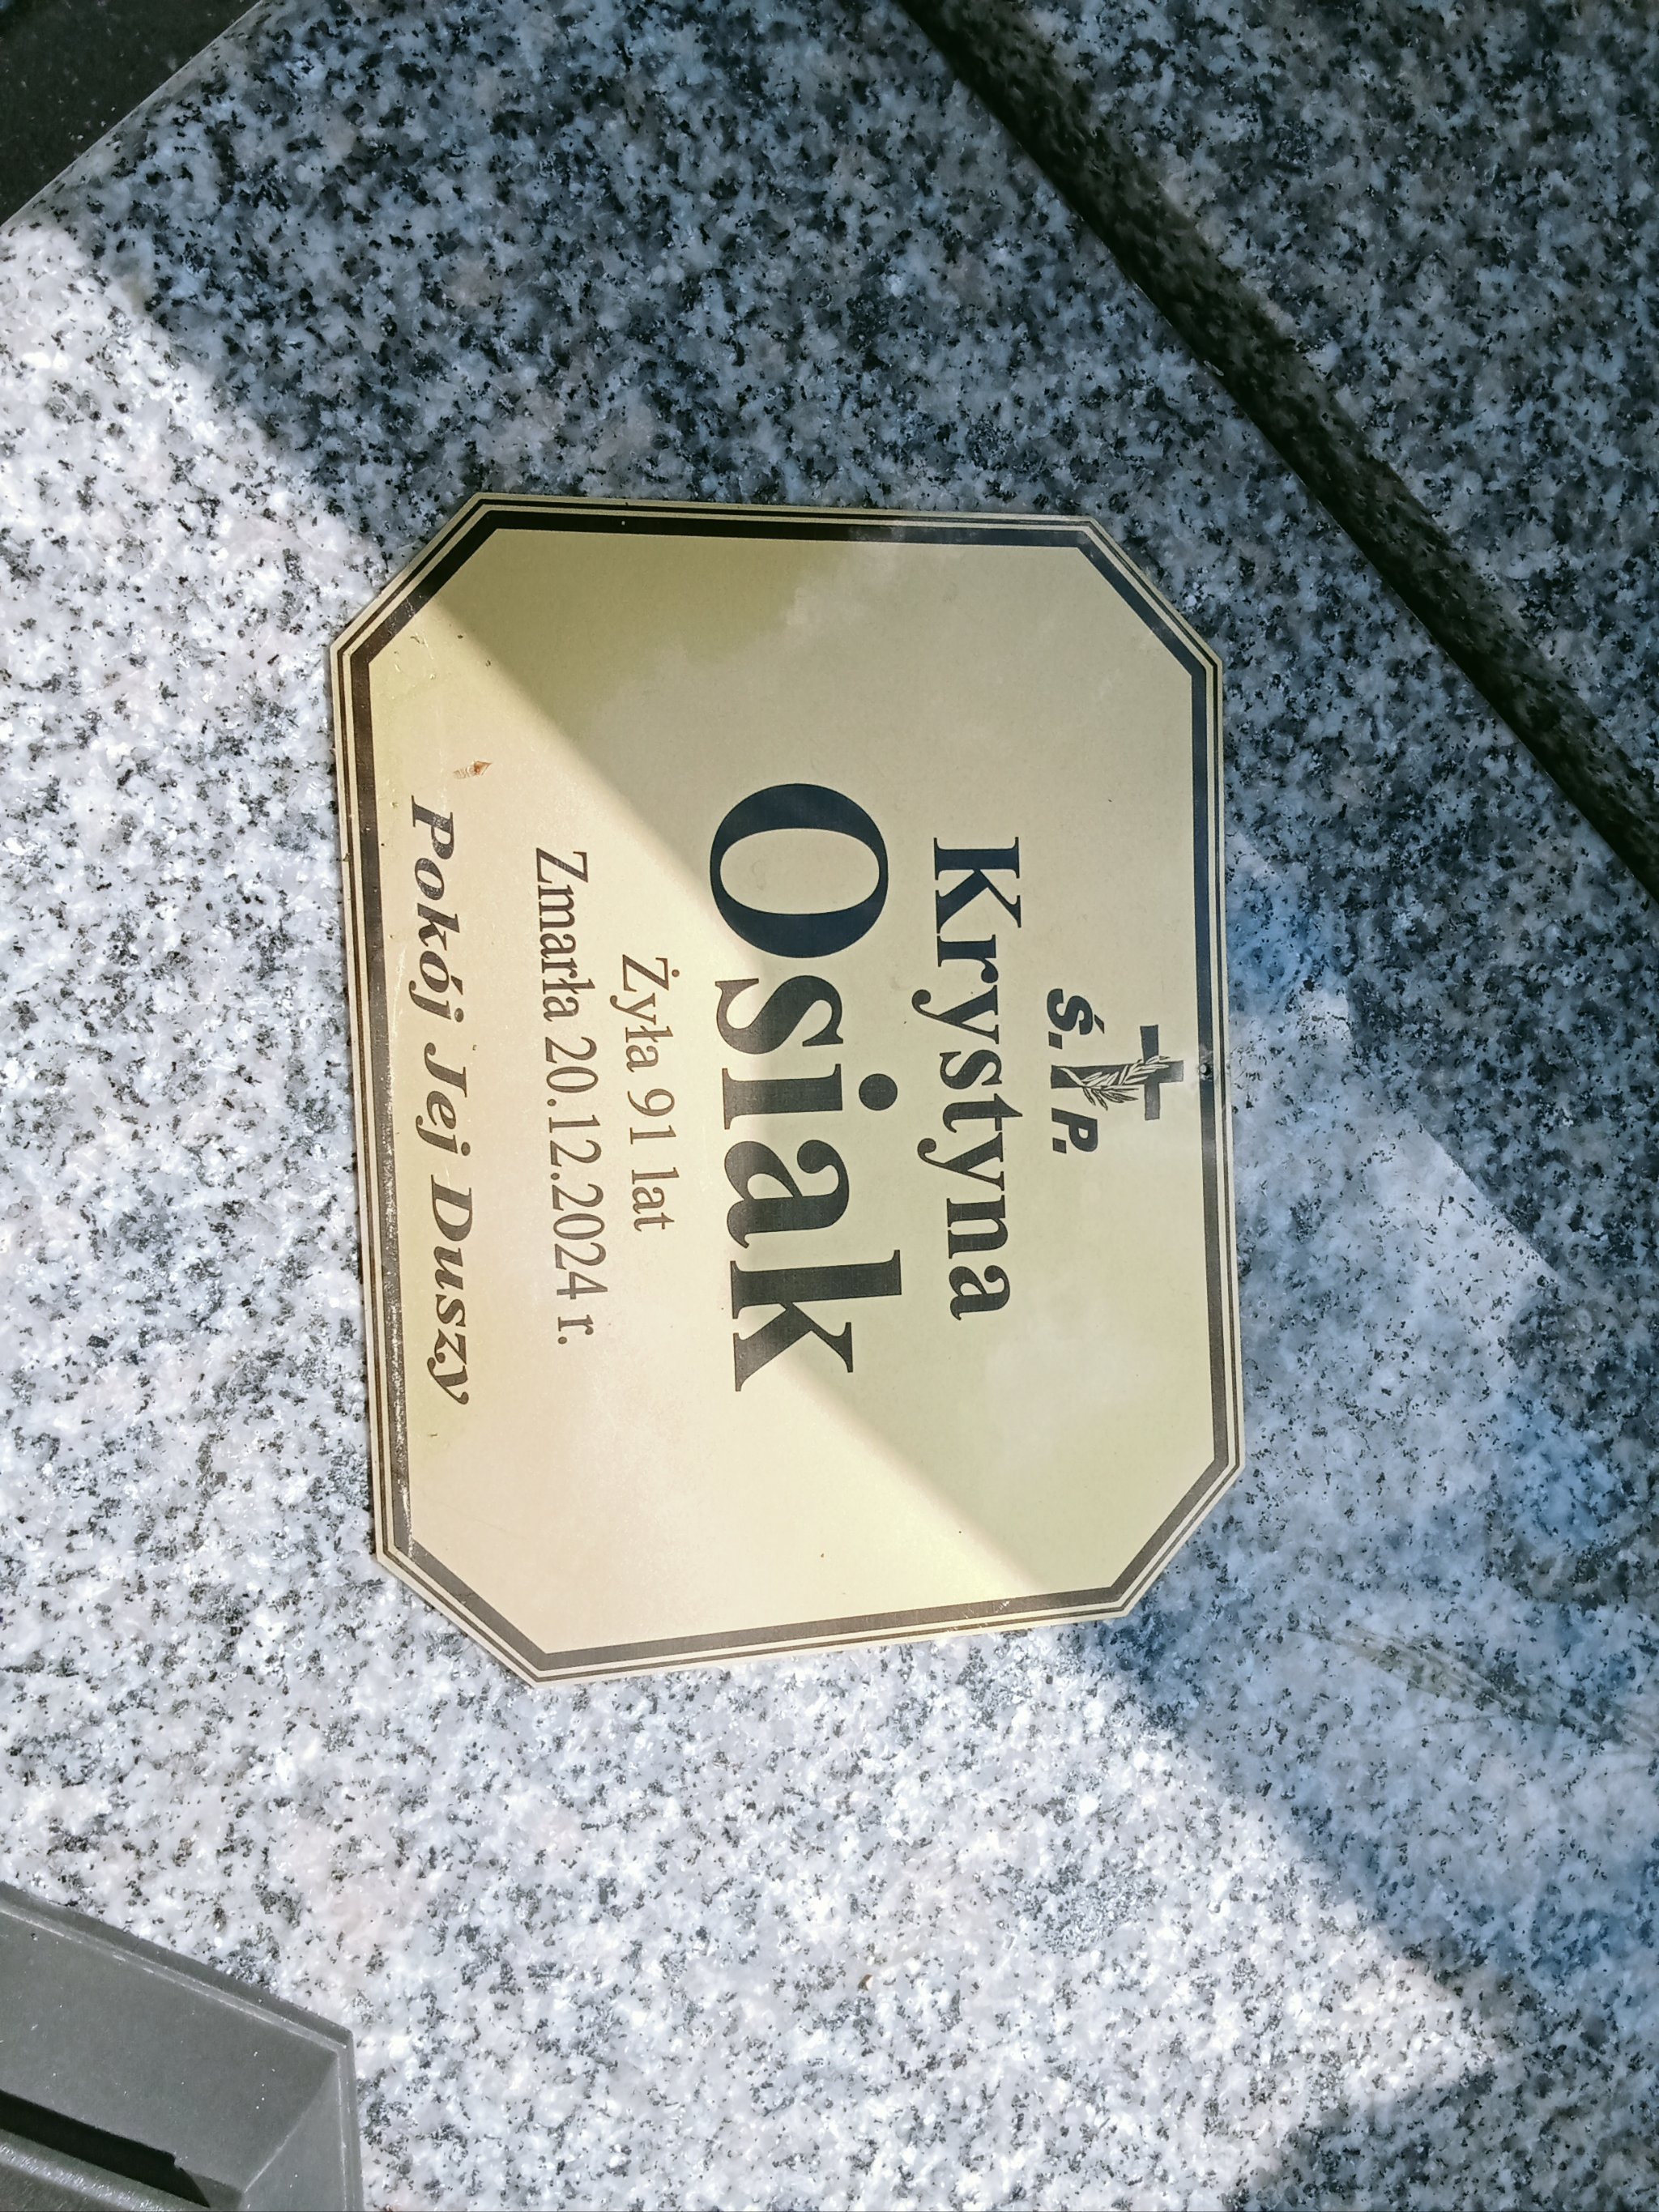 Ś. P.
Krystyna
Osiak
Żyła 91 lat
Zmarła 20.12.2024 r.
Pokój Jej Duszy